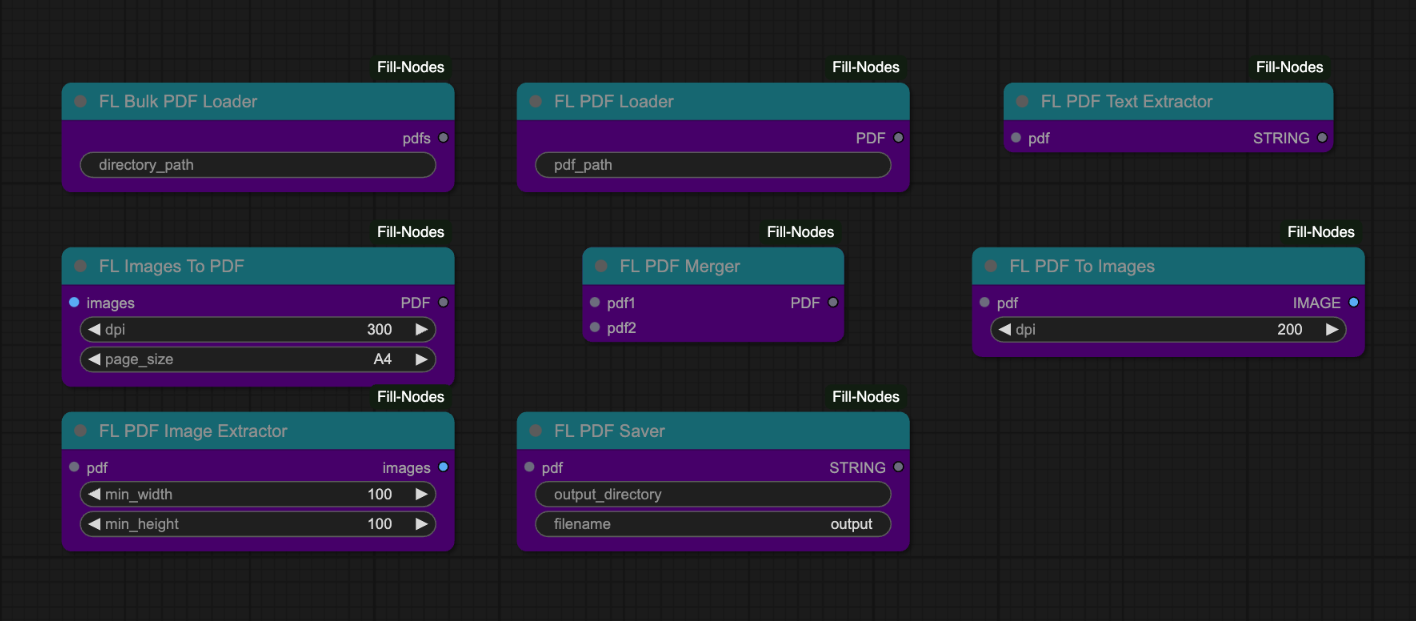 Fill-Nodes
FL Bulk PDF Loader
pdfs
directory_path
Fill-Nodes
FL PDF Loader
PDF
pdf_path
Fill-Nodes
FL PDF Text Extractor
pdf STRING
Fill-Nodes
FL Images To PDF
images PDF
dpi 300
page_size A4
Fill-Nodes
FL PDF Merger
pdf1 PDF
pdf2
Fill-Nodes
FL PDF To Images
pdf IMAGE
dpi 200
Fill-Nodes
FL PDF Image Extractor
pdf images
min_width 100
min_height 100
Fill-Nodes
FL PDF Saver
pdf STRING
output_directory
filename output